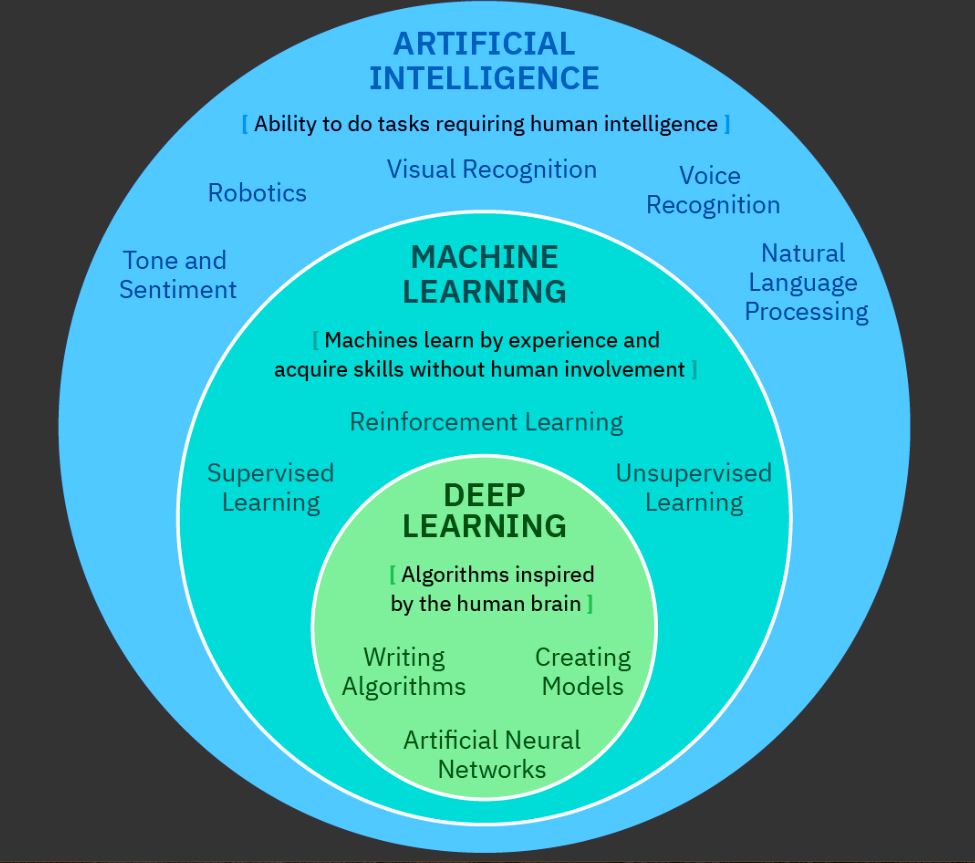 ARTIFICIAL
INTELLIGENCE
[ Ability to do tasks requiring human intelligence ]
Visual Recognition
Robotics
Voice
Recognition
Tone and
Sentiment
Natural
Language
Processing
MACHINE
LEARNING
[ Machines learn by experience and
acquire skills without human involvement ]
Reinforcement Learning
Supervised
Learning
Unsupervised
Learning
DEEP
LEARNING
[ Algorithms inspired
by the human brain ]
Writing
Algorithms
Creating
Models
Artificial Neural
Networks